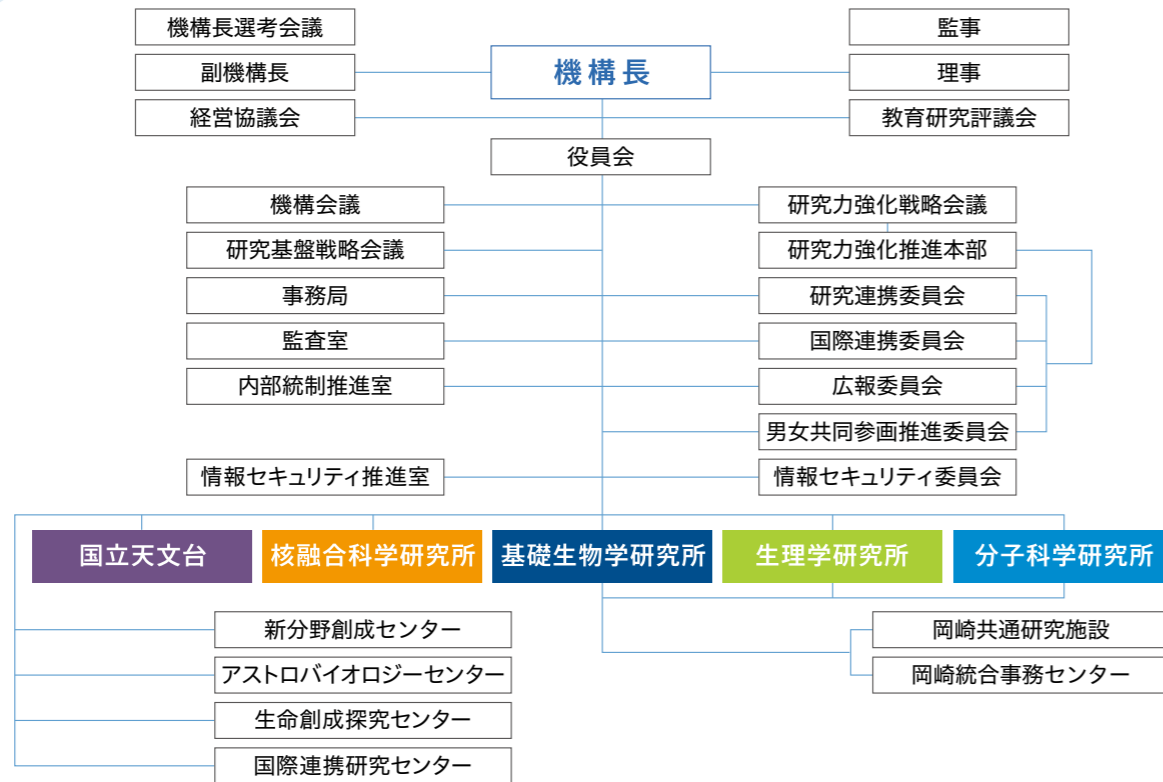 機構長選考会議
監事
機構長
副機構長
理事
経営協議会
教育研究評議会
役員会
機構会議
研究力強化戦略会議
研究基盤戦略会議
研究力強化推進本部
事務局
研究連携委員会
監査室
国際連携委員会
内部統制推進室
広報委員会
男女共同参画推進委員会
情報セキュリティ推進室
情報セキュリティ委員会
国立天文台
核融合科学研究所
基礎生物学研究所
生理学研究所
分子科学研究所
新分野創成センター
岡崎共通研究施設
アストロバイオロジーセンター
岡崎統合事務センター
生命創成探究センター
国際連携研究センター